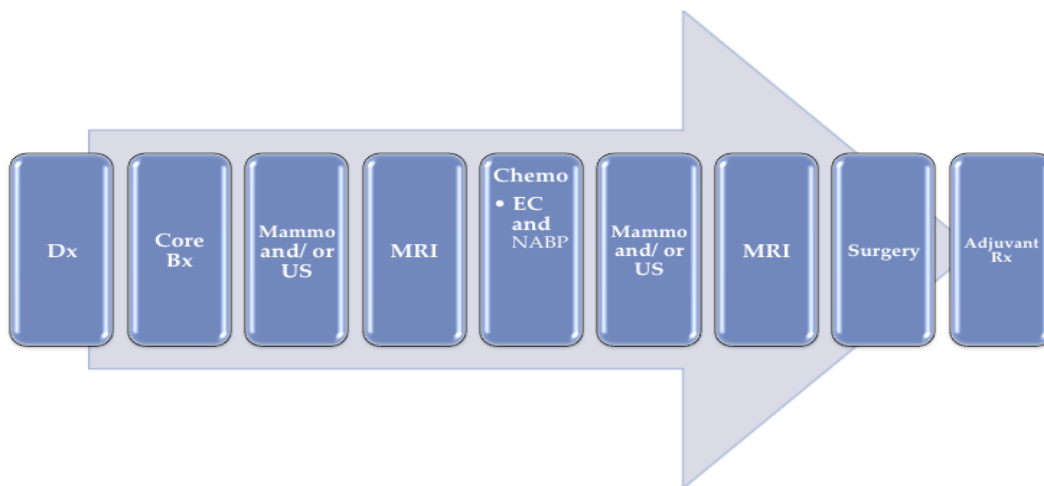 Dx
Core
Bx
Mammo
and/ or
US
MRI
Chemo
• EC
and
NABP
Mammo
and/ or
US
MRI
Surgery
Adjuvant
Rx